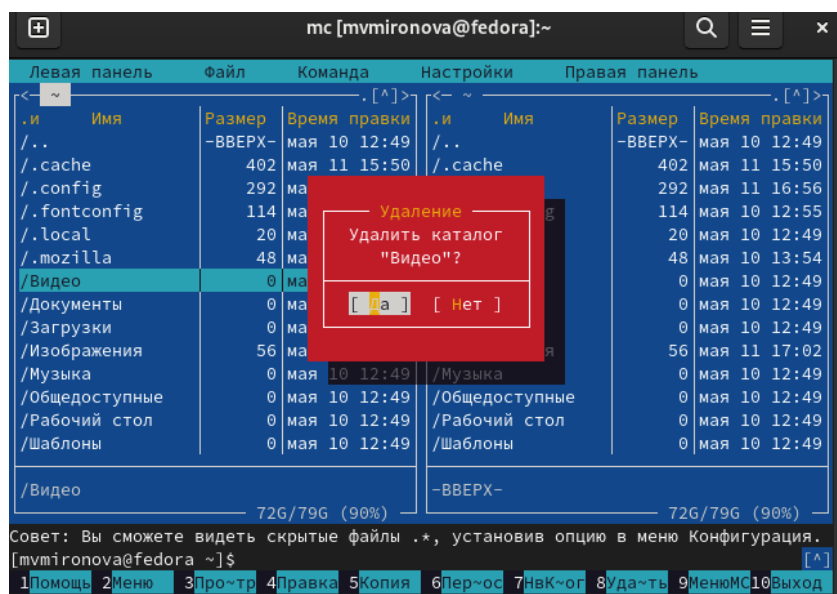 mc [mvmironova@fedora]:~
Левая панель Файл Команда Настройки Правая панель
<— ~ .[^]> <— ~ .[^]>
.и Имя Размер Время правки .и Имя Размер Время правки
/.. -ВВЕРХ- мая 10 12:49 /.. -ВВЕРХ- мая 10 12:49
/.cache 402 мая 11 15:50 /.cache 402 мая 11 15:50
/.config 292 ма 292 мая 11 16:56
/.fontconfig 114 ма Удаление g 114 мая 10 12:55
/.local 20 ма Удалить каталог 20 мая 10 12:49
/.mozilla 48 ма "Видео"? 48 мая 10 13:54
/Видео 0 ма 0 мая 10 12:49
/Документы 0 ма [ Да ] [ Нет ] 0 мая 10 12:49
/Загрузки 0 ма 0 мая 10 12:49
/Изображения 56 ма я 56 мая 11 17:02
/Музыка 0 мая 10 12:49 /Музыка 0 мая 10 12:49
/Общедоступные 0 мая 10 12:49 /Общедоступные 0 мая 10 12:49
/Рабочий стол 0 мая 10 12:49 /Рабочий стол 0 мая 10 12:49
/Шаблоны 0 мая 10 12:49 /Шаблоны 0 мая 10 12:49
/Видео -ВВЕРХ-
72G/79G (90%) 72G/79G (90%)
Совет: Вы сможете видеть скрытые файлы .*, установив опцию в меню Конфигурация.
[mvmironova@fedora ~]$ [^]
1Помощь 2Меню 3Про~тр 4Правка 5Копия 6Пер~ос 7НвК~ог 8Уда~ть 9МенюMC 10Выход